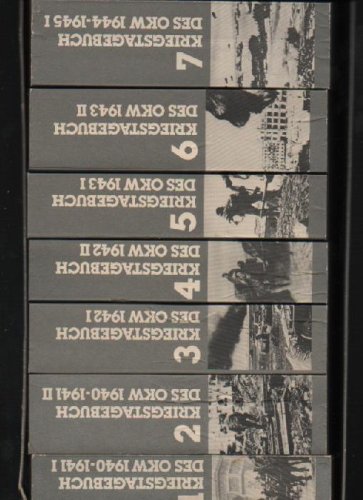 KRIEGSTAGEBUCH
DES OKW 1944-1945 I
7
KRIEGSTAGEBUCH
DES OKW 1943 II
6
KRIEGSTAGEBUCH
DES OKW 1943 I
5
KRIEGSTAGEBUCH
DES OKW 1942 II
4
KRIEGSTAGEBUCH
DES OKW 1942 I
3
KRIEGSTAGEBUCH
DES OKW 1940-1941 II
2
KRIEGSTAGEBUCH
DES OKW 1940-1941 I
1